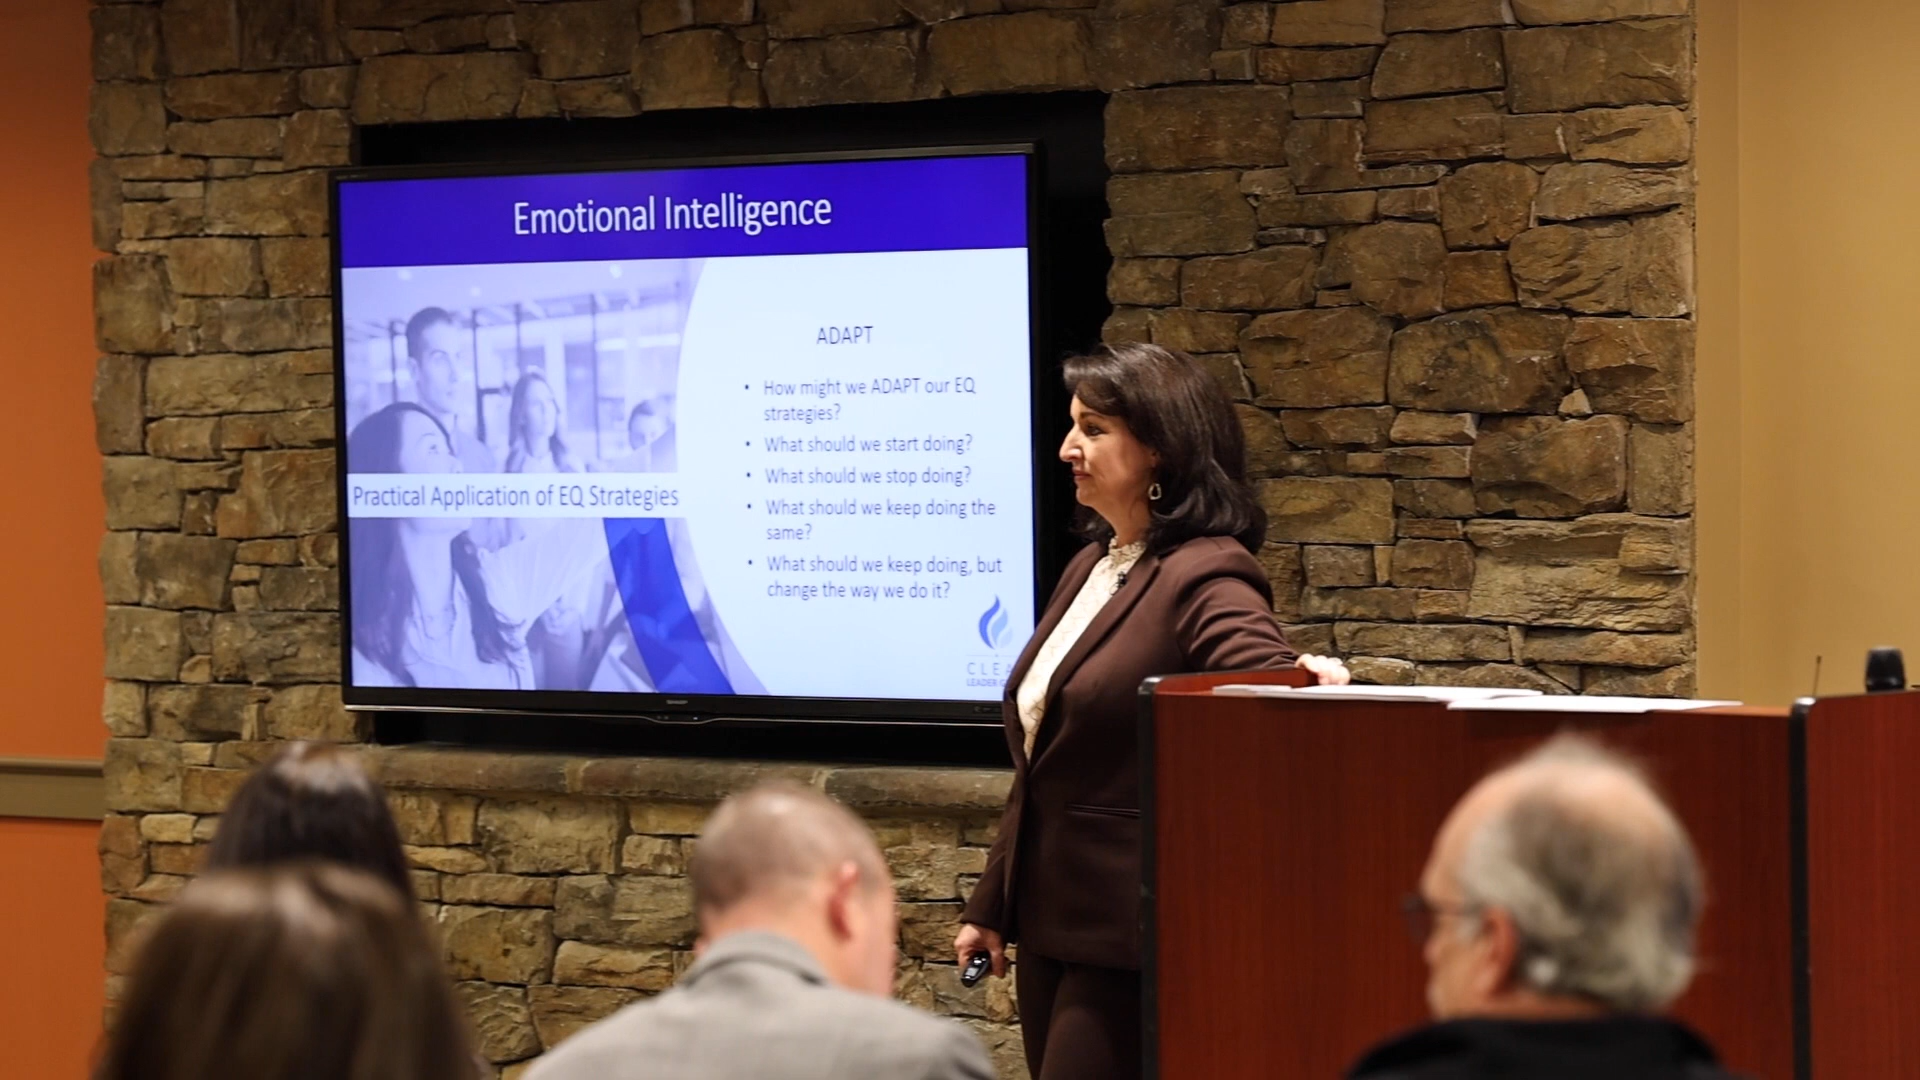 Emotional Intelligence
Practical Application of EQ Strategies
ADAPT
• How might we ADAPT our EQ
strategies?
• What should we start doing?
• What should we stop doing?
• What should we keep doing the
same?
• What should we keep doing, but
change the way we do it?
SHARP